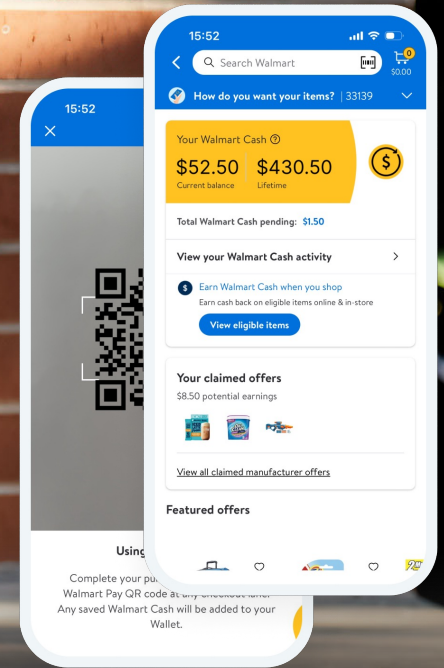 15:52
Using
Complete your pu
Walmart Pay QR code at any checkout lane.
Any saved Walmart Cash will be added to your
Wallet.
15:52
Search Walmart
0
$0.00
How do you want your items? | 33139
Your Walmart Cash
$52.50 $430.50
Current balance Lifetime
Total Walmart Cash pending: $1.50
View your Walmart Cash activity
Earn Walmart Cash when you shop
Earn cash back on eligible items online & in-store
View eligible items
Your claimed offers
$8.50 potential earnings
View all claimed manufacturer offers
Featured offers